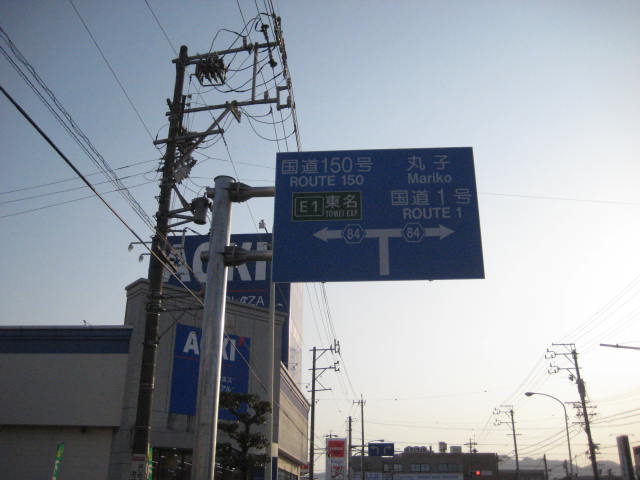 国道150号
ROUTE 150
E1 東名
TOMEI EXP
84
丸子
Mariko
国道1号
ROUTE 1
84
AOKI
AOKI